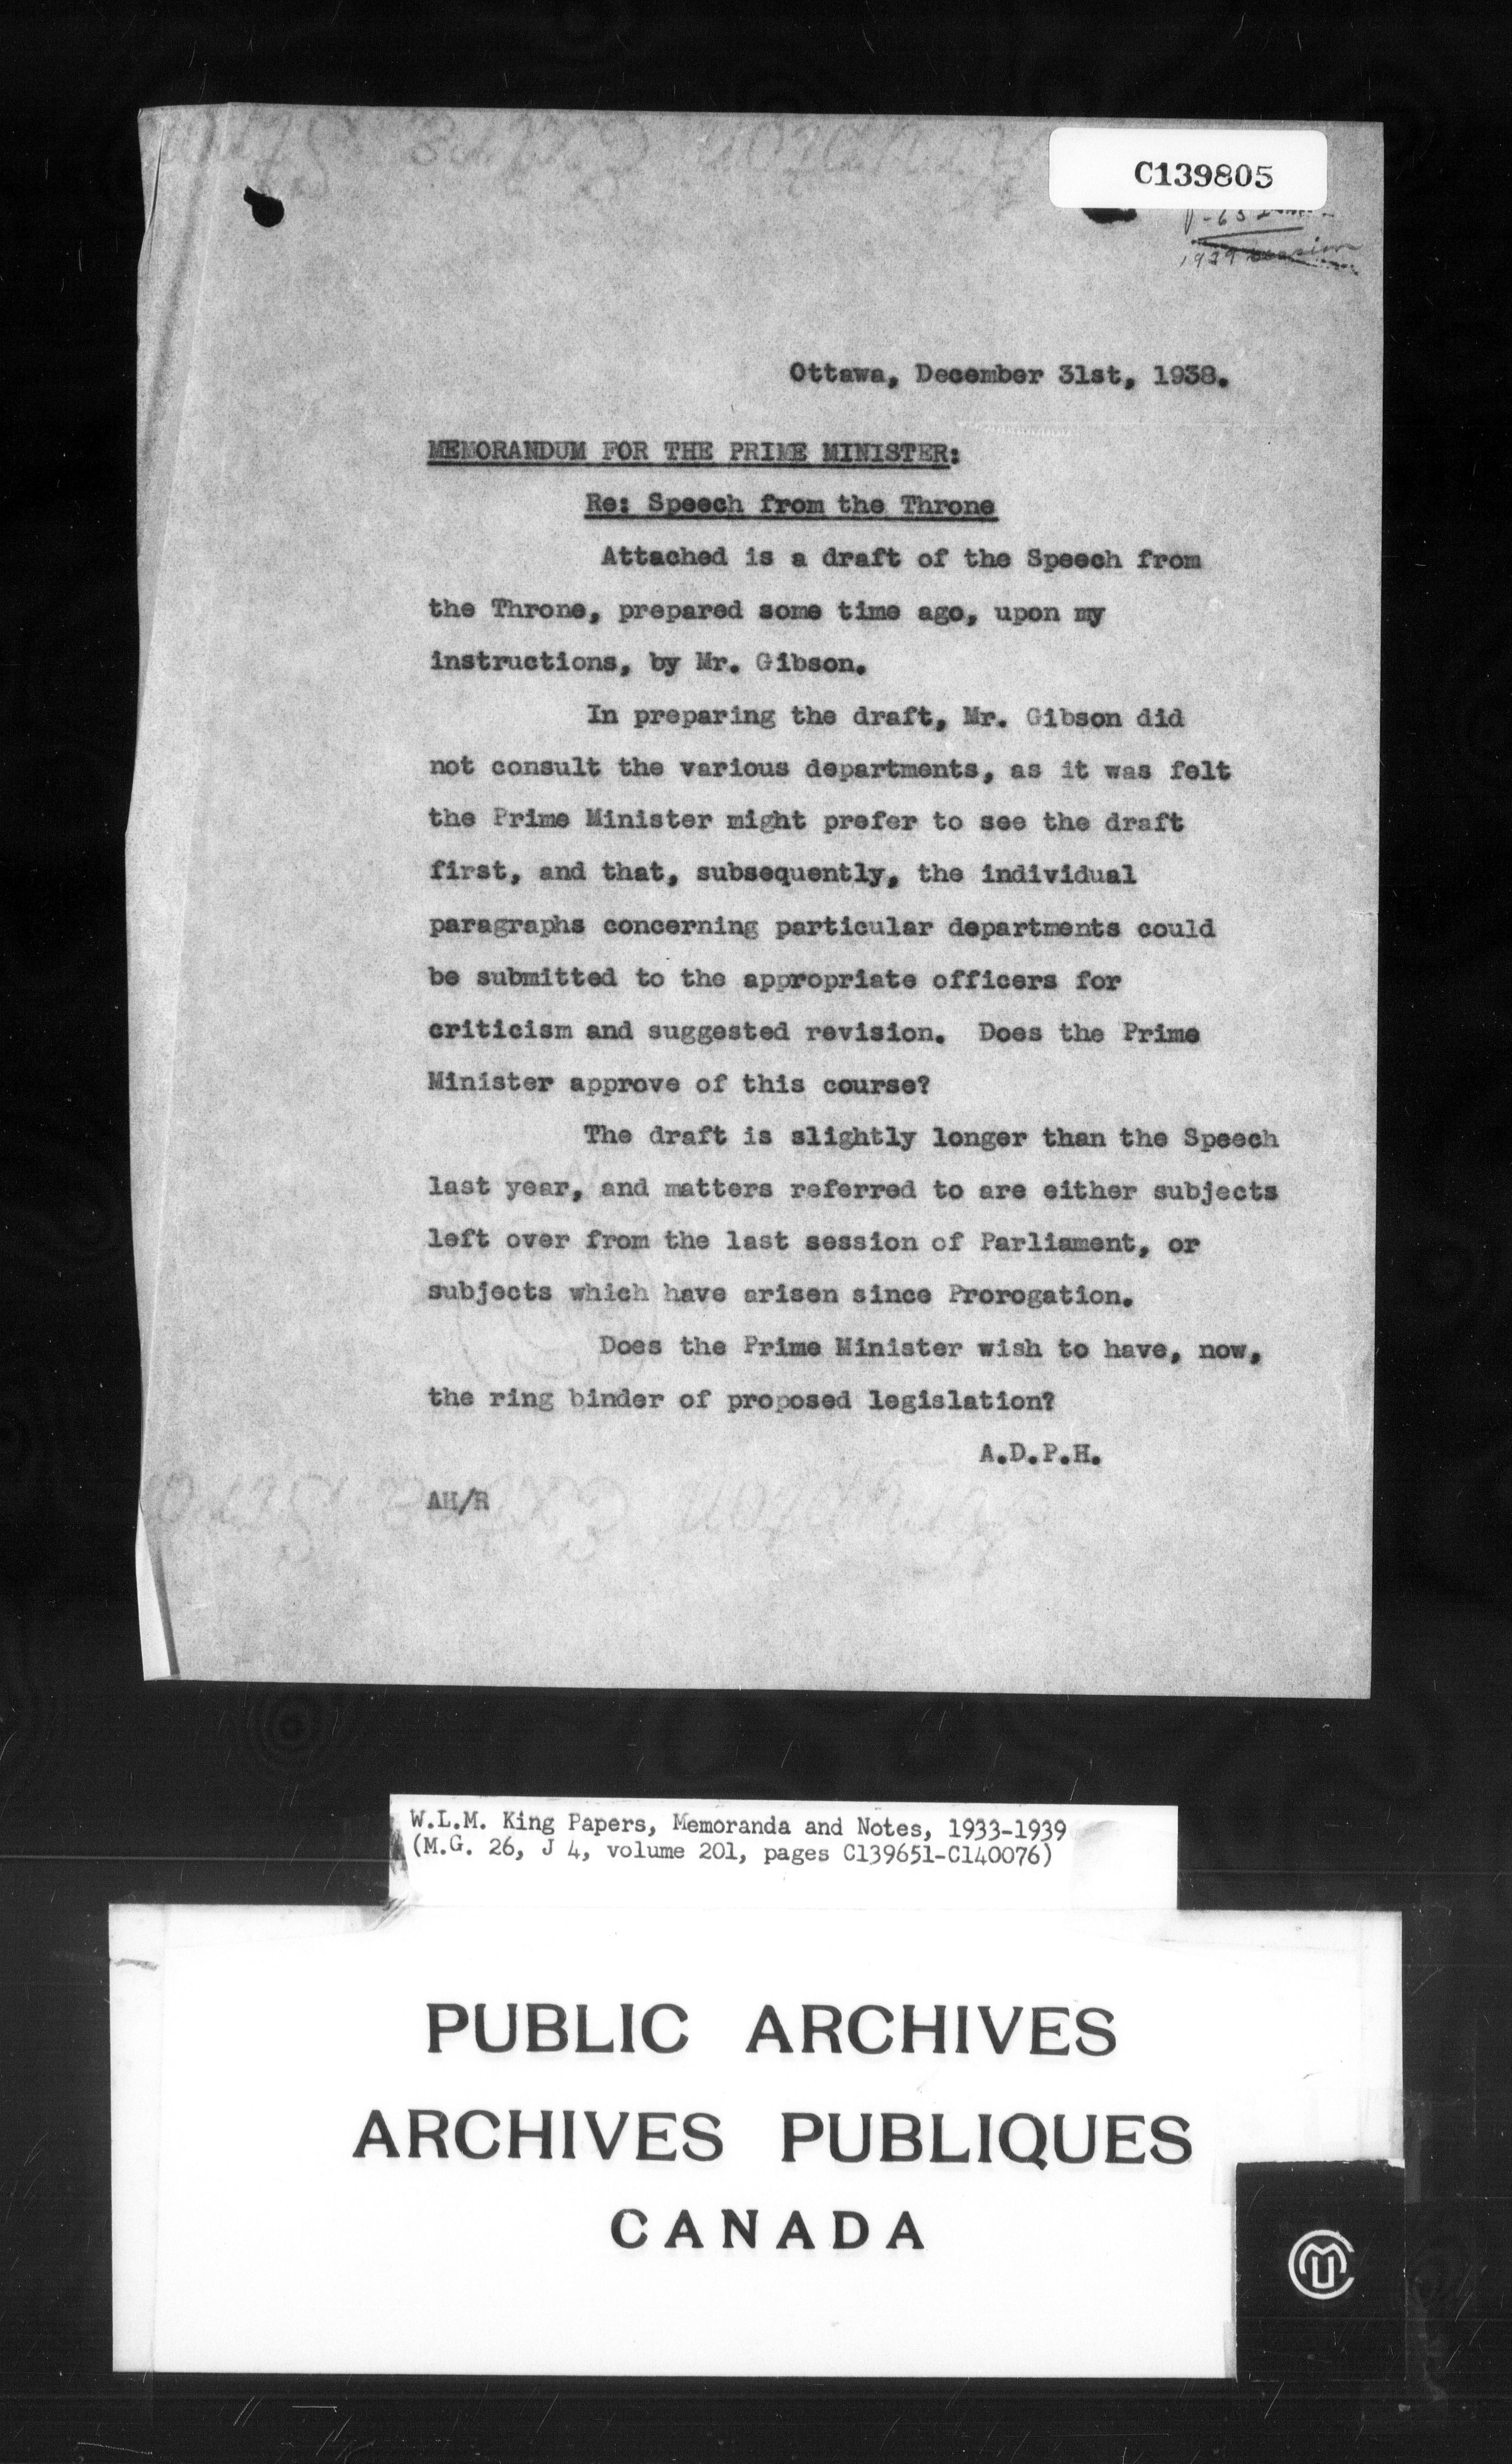 C139805
1939 session
Ottawa, December 31st, 1938.
MEMORANDUM FOR THE PRIME MINISTER:
Re: Speech from the Throne
Attached is a draft of the Speech from
the Throne, prepared some time ago, upon my
instructions, by Mr. Gibson.
In preparing the draft, Mr. Gibson did
not consult the various departments, as it was felt
the Prime Minister might prefer to see the draft
first, and that, subsequently, the individual
paragraphs concerning particular departments could
be submitted to the appropriate officers for
criticism and suggested revision. Does the Prime
Minister approve of this course?
The draft is slightly longer than the Speech
last year, and matters referred to are either subjects
left over from the last session of Parliament, or
subjects which have arisen since Prorogation.
Does the Prime Minister wish to have, now,
the ring binder of proposed legislation?
A.D.P.H.
AH/R
W.L.M. King Papers, Memoranda and Notes, 1933-1939
(M.G. 26, J 4, volume 201, pages C139651-C140076)
PUBLIC ARCHIVES
ARCHIVES PUBLIQUES
CANADA